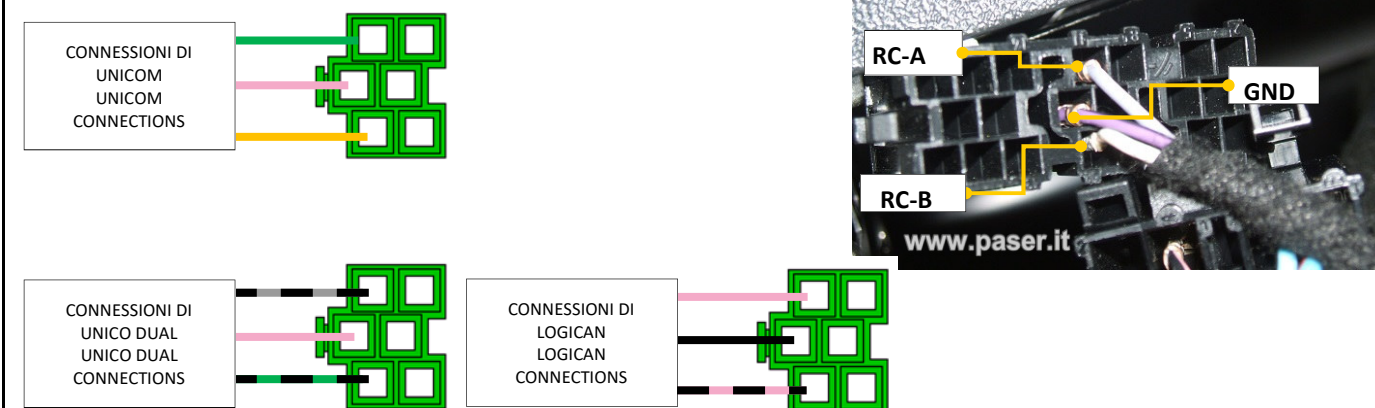 CONNESSIONI DI
UNICOM
UNICOM
CONNECTIONS
RC-A
GND
RC-B
www.paser.it
CONNESSIONI DI
UNICO DUAL
UNICO DUAL
CONNECTIONS
CONNESSIONI DI
LOGICAN
LOGICAN
CONNECTIONS